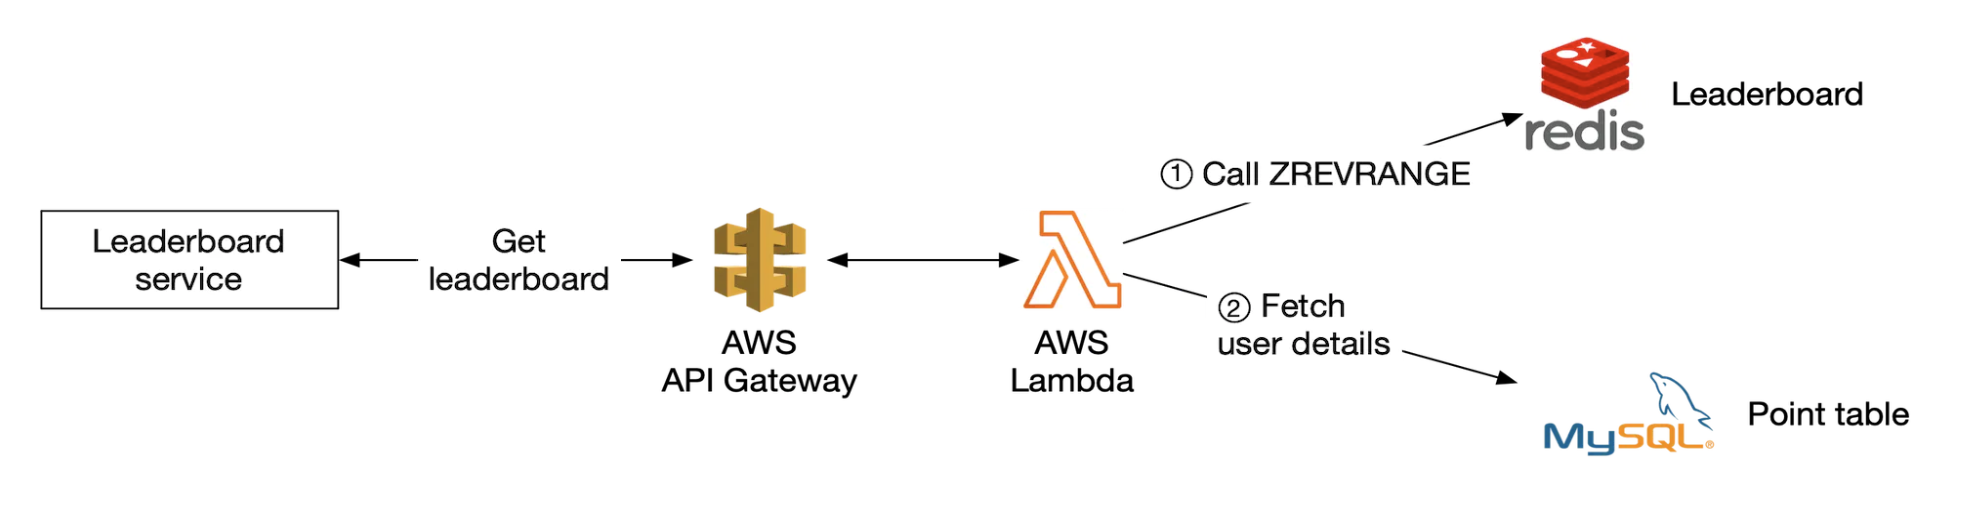 Leaderboard
service
Get
leaderboard
AWS
API Gateway
AWS
Lambda
① Call ZREVRANGE
redis
Leaderboard
② Fetch
user details
MySQL®
Point table